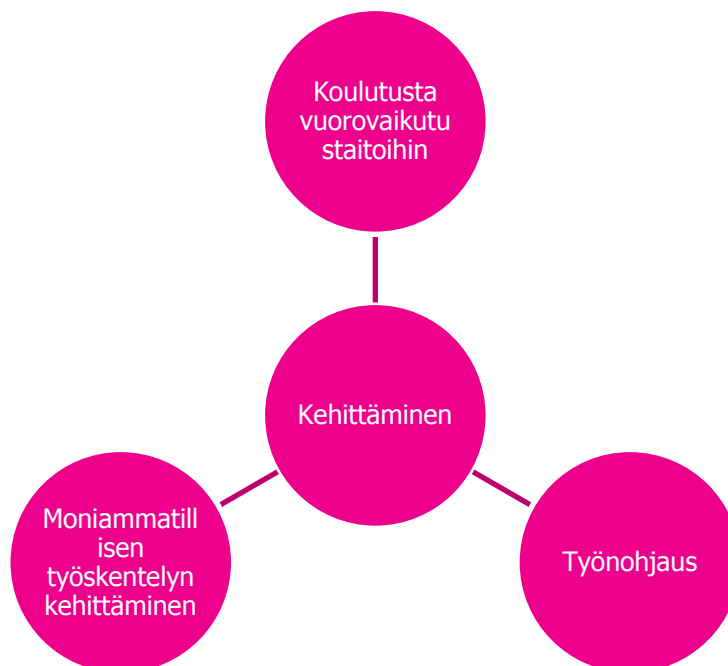 Koulutusta
vuorovaikutu
staitoihin
Kehittäminen
Moniammatill
isen
työskentelyn
kehittäminen
Työnohjaus